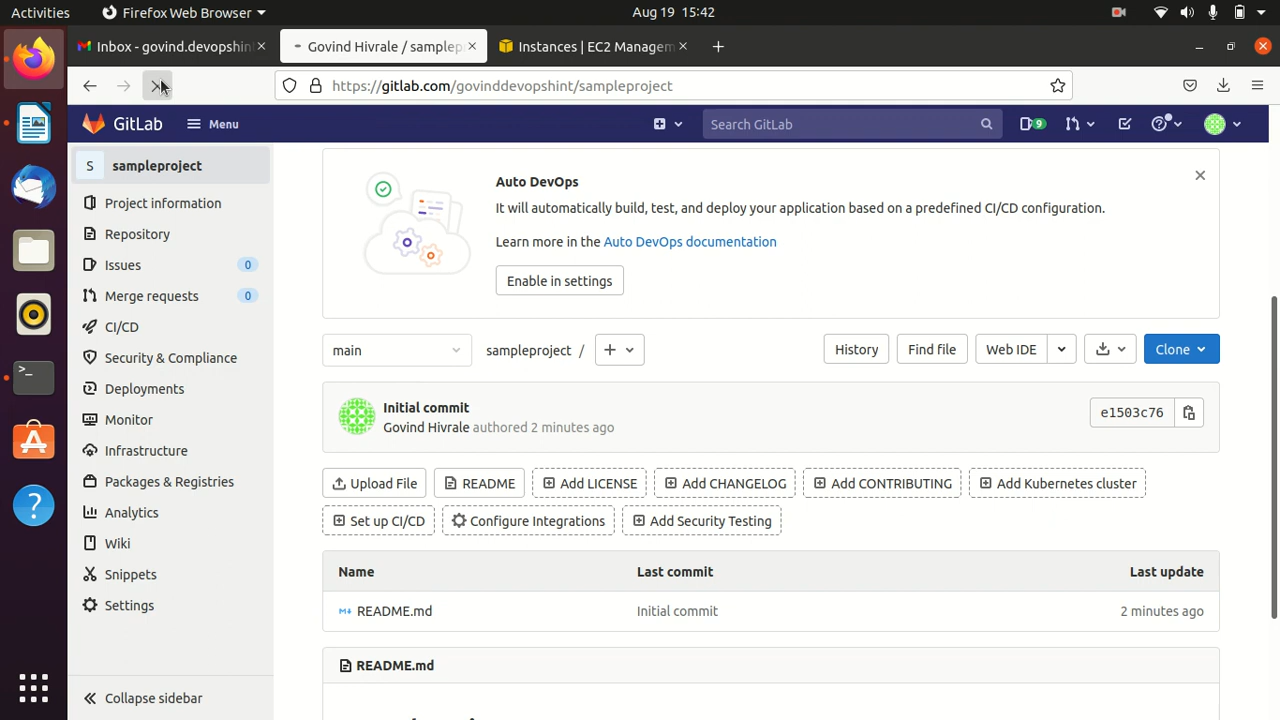 Activities
Firefox Web Browser
Aug 19 15:42
Inbox - govind.devopshin
Govind Hivrale / samplep
Instances | EC2 Managem
https://gitlab.com/govinddevopshint/sampleproject
GitLab
Menu
Search GitLab
9
S sampleproject
Project information
Repository
Issues 0
Merge requests 0
CI/CD
Security & Compliance
Deployments
Monitor
Infrastructure
Packages & Registries
Analytics
Wiki
Snippets
Settings
Collapse sidebar
Auto DevOps
It will automatically build, test, and deploy your application based on a predefined CI/CD configuration.
Learn more in the Auto DevOps documentation
Enable in settings
main
sampleproject /
History
Find file
Web IDE
Clone
Initial commit
Govind Hivrale authored 2 minutes ago
e1503c76
Upload File
README
Add LICENSE
Add CHANGELOG
Add CONTRIBUTING
Add Kubernetes cluster
Set up CI/CD
Configure Integrations
Add Security Testing
Name Last commit Last update
README.md Initial commit 2 minutes ago
README.md